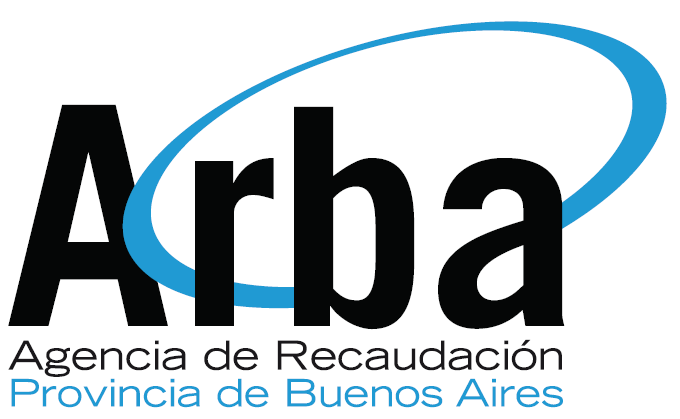 Arba
Agencia de Recaudación
Provincia de Buenos Aires